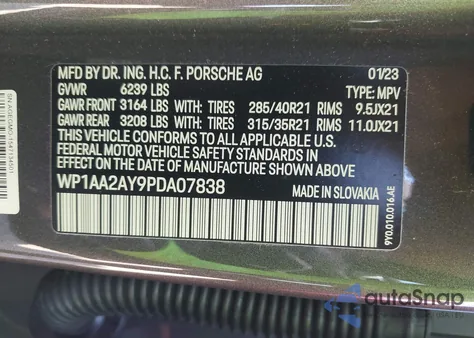 MFD BY DR. ING. H.C. F. PORSCHE AG 01/23
GVWR 6239 LBS TYPE: MPV
GAWR FRONT 3164 LBS WITH: TIRES 285/40R21 RIMS 9.5JX21
GAWR REAR 3208 LBS WITH: TIRES 315/35R21 RIMS 11.0JX21
THIS VEHICLE CONFORMS TO ALL APPLICABLE U.S.
FEDERAL MOTOR VEHICLE SAFETY STANDARDS IN EFFECT
ON THE DATE OF MANUFACTURE SHOWN ABOVE.
WP1AA2AY9PDA07838 MADE IN SLOVAKIA
9Y0.010.016.AE
autoSnap